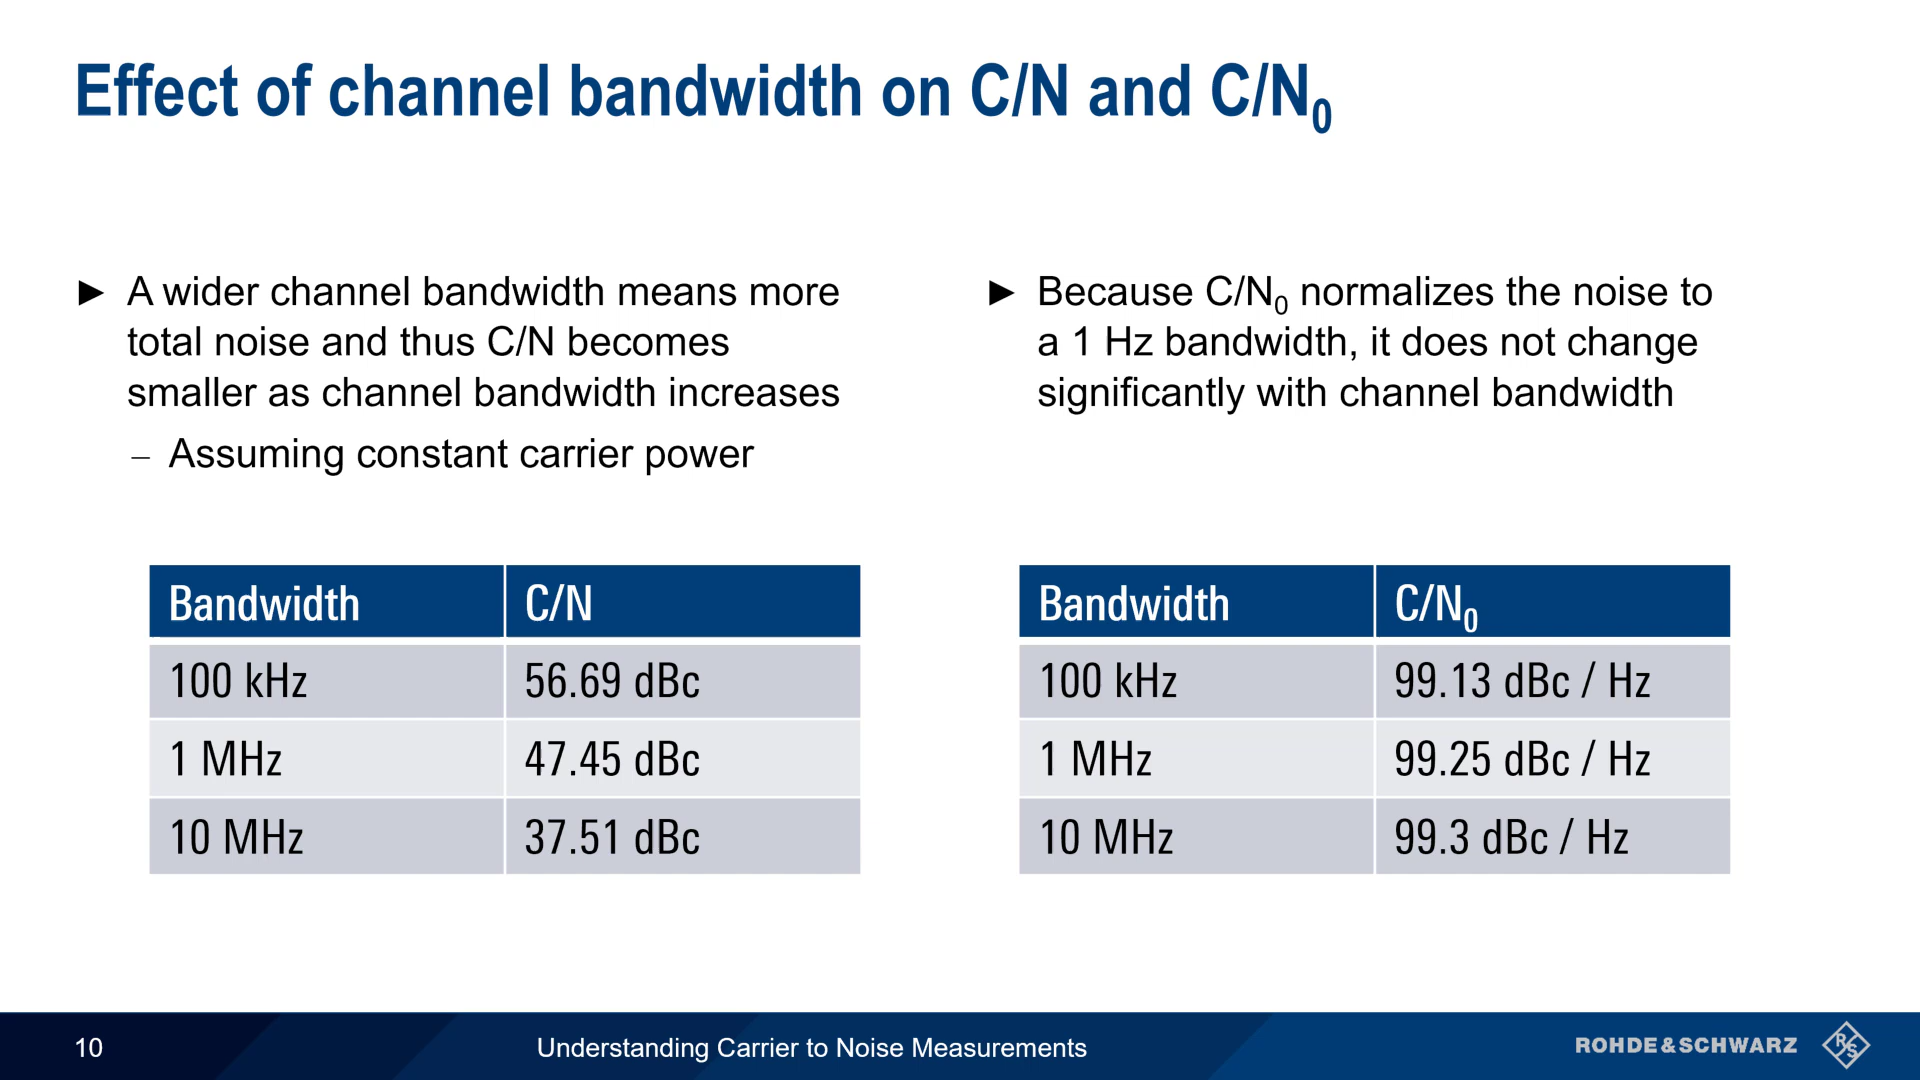 Effect of channel bandwidth on C/N and C/N₀
► A wider channel bandwidth means more
total noise and thus C/N becomes
smaller as channel bandwidth increases
– Assuming constant carrier power
► Because C/N₀ normalizes the noise to
a 1 Hz bandwidth, it does not change
significantly with channel bandwidth
Bandwidth C/N
100 kHz 56.69 dBc
1 MHz 47.45 dBc
10 MHz 37.51 dBc
Bandwidth C/N₀
100 kHz 99.13 dBc / Hz
1 MHz 99.25 dBc / Hz
10 MHz 99.3 dBc / Hz
10
Understanding Carrier to Noise Measurements
ROHDE&SCHWARZ
R&S